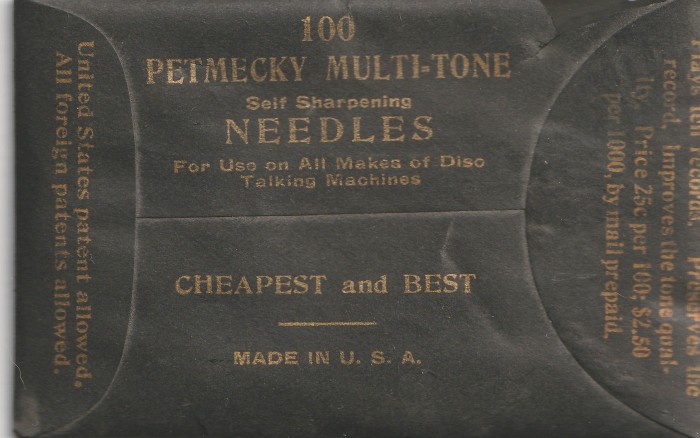 100
PETMECKY MULTI-TONE
Self Sharpening
NEEDLES
For Use on All Makes of Disc
Talking Machines
CHEAPEST and BEST
MADE IN U. S. A.
United States patent allowed.
All foreign patents allowed.
the
record, improves the tone qual-
ity. Price 25c per 100; $2.50
per 1000, by mail prepaid.